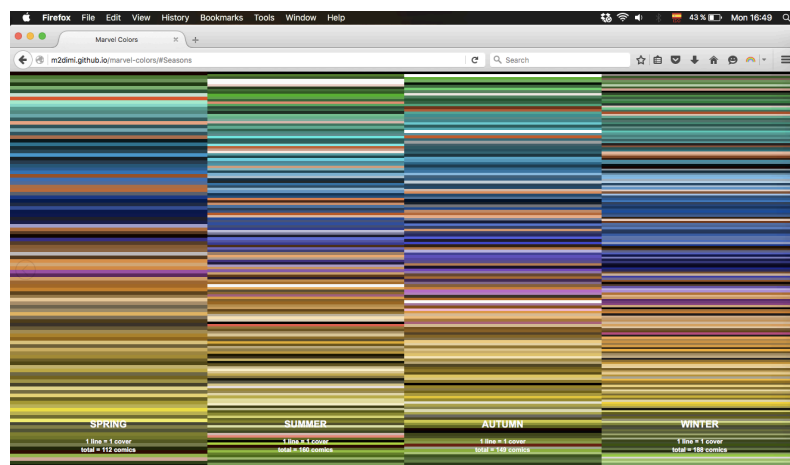 Firefox File Edit View History Bookmarks Tools Window Help 43% Mon 16:49
Marvel Colors
m2dimi.github.io/marvel-colors/#Seasons Search
SPRING SUMMER AUTUMN WINTER
1 line = 1 cover 1 line = 1 cover 1 line = 1 cover 1 line = 1 cover
total = 112 comics total = 160 comics total = 149 comics total = 188 comics